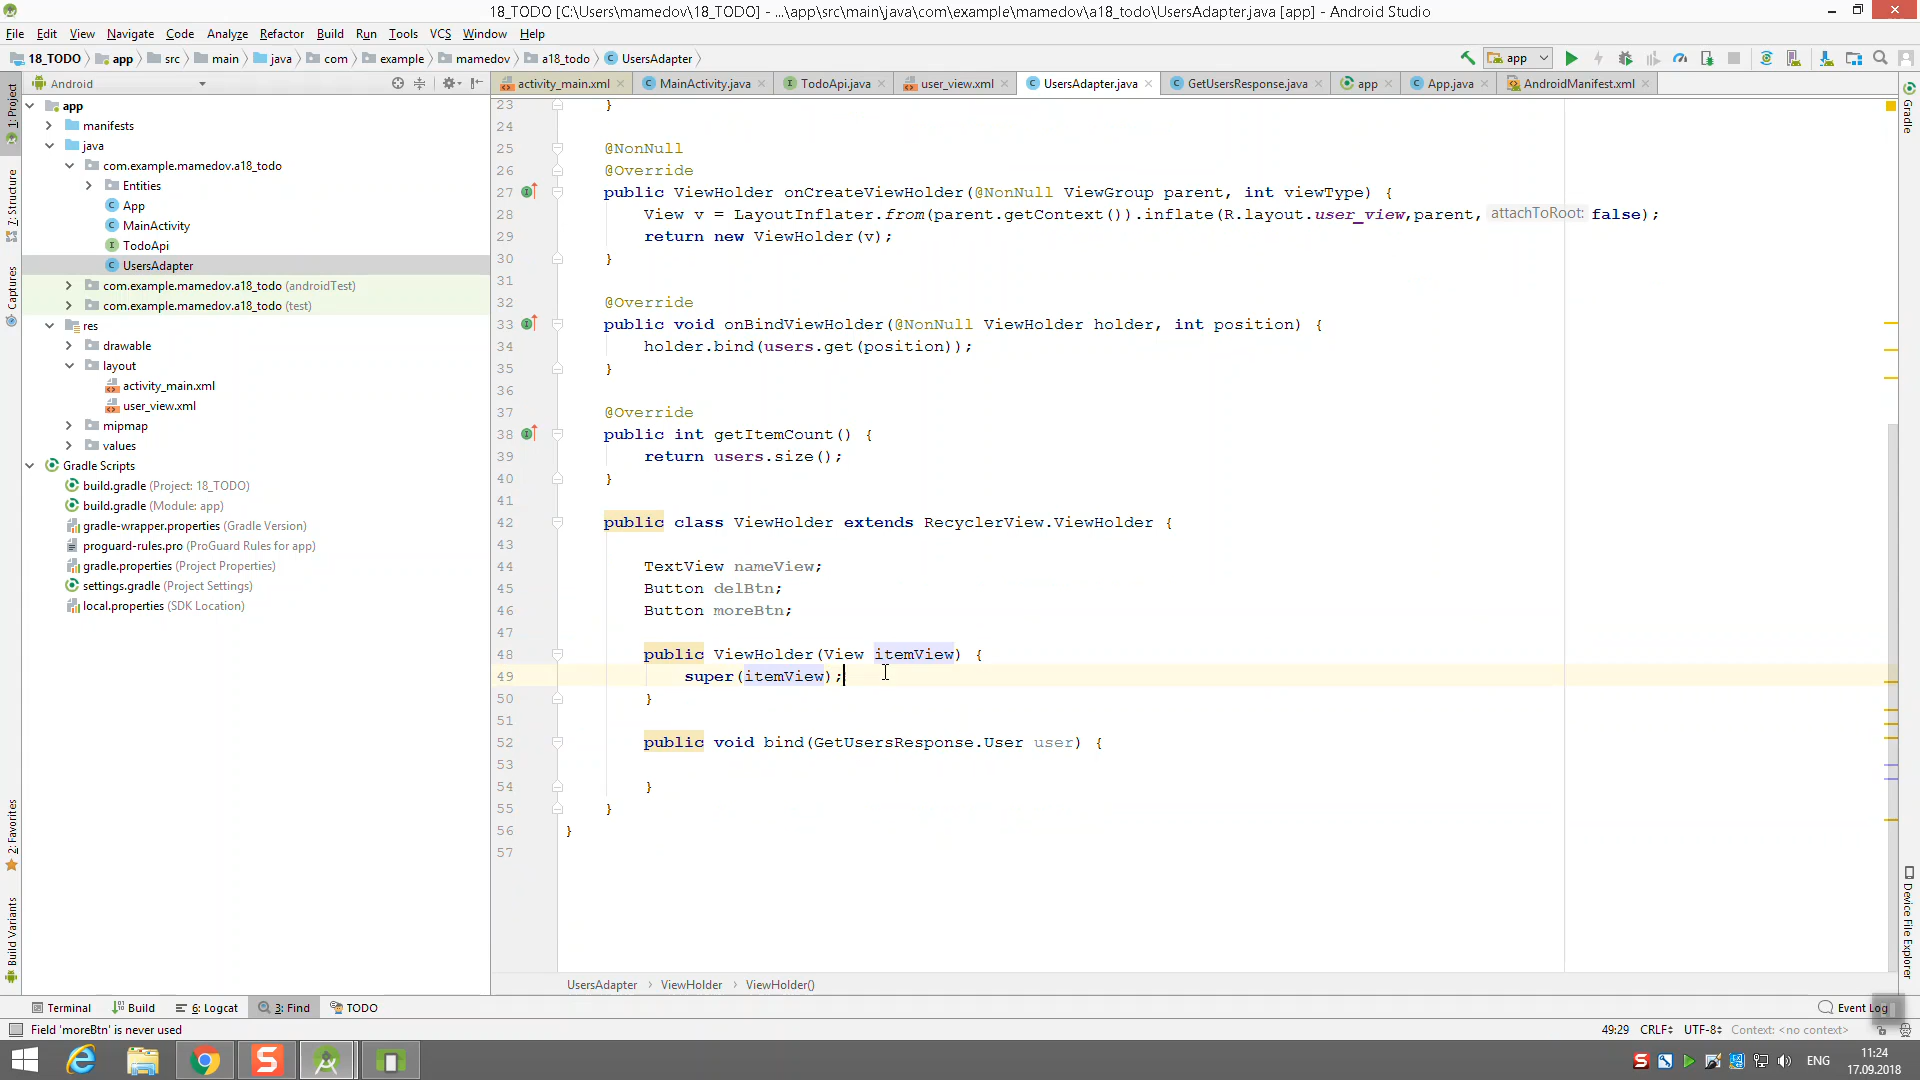 18_TODO [C:\Users\mamedov\18_TODO] - ...\app\src\main\java\com\example\mamedov\a18_todo\UsersAdapter.java [app] - Android Studio
File Edit View Navigate Code Analyze Refactor Build Run Tools VCS Window Help
18_TODO app src main java com example mamedov a18_todo UsersAdapter app
Android
activity_main.xml MainActivity.java TodoApi.java user_view.xml UsersAdapter.java GetUsersResponse.java app App.java AndroidManifest.xml
1: Project
7: Structure
Captures
2: Favorites
Build Variants
app
manifests
java
com.example.mamedov.a18_todo
Entities
App
MainActivity
TodoApi
UsersAdapter
com.example.mamedov.a18_todo (androidTest)
com.example.mamedov.a18_todo (test)
res
drawable
layout
activity_main.xml
user_view.xml
mipmap
values
Gradle Scripts
build.gradle (Project: 18_TODO)
build.gradle (Module: app)
gradle-wrapper.properties (Gradle Version)
proguard-rules.pro (ProGuard Rules for app)
gradle.properties (Project Properties)
settings.gradle (Project Settings)
local.properties (SDK Location)
23 }
24
25 @NonNull
26 @Override
27 public ViewHolder onCreateViewHolder(@NonNull ViewGroup parent, int viewType) {
28 View v = LayoutInflater.from(parent.getContext()).inflate(R.layout.user_view,parent, attachToRoot: false);
29 return new ViewHolder(v);
30 }
31
32 @Override
33 public void onBindViewHolder(@NonNull ViewHolder holder, int position) {
34 holder.bind(users.get(position));
35 }
36
37 @Override
38 public int getItemCount() {
39 return users.size();
40 }
41
42 public class ViewHolder extends RecyclerView.ViewHolder {
43
44 TextView nameView;
45 Button delBtn;
46 Button moreBtn;
47
48 public ViewHolder(View itemView) {
49 super(itemView);
50 }
51
52 public void bind(GetUsersResponse.User user) {
53
54 }
55 }
56 }
57
UsersAdapter › ViewHolder › ViewHolder()
Gradle
Device File Explorer
Terminal Build 6: Logcat 3: Find TODO Event Log
Field 'moreBtn' is never used 49:29 CRLF UTF-8 Context: <no context>
ENG 11:24
17.09.2018